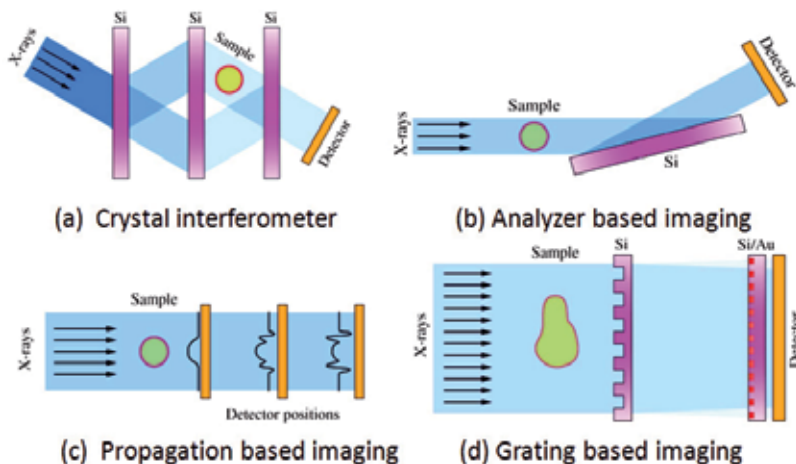 Si
Si
Si
X-rays
Sample
Detector
(a) Crystal interferometer
X-rays
Sample
Si
Detector
(b) Analyzer based imaging
X-rays
Sample
Detector positions
(c) Propagation based imaging
X-rays
Sample
Si
Si/Au
Detector
(d) Grating based imaging